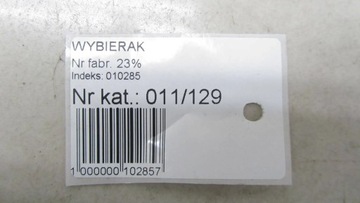 WYBIERAK
Nr fabr. 23%
Indeks: 010285
Nr kat.: 011/129
1 000000 102857